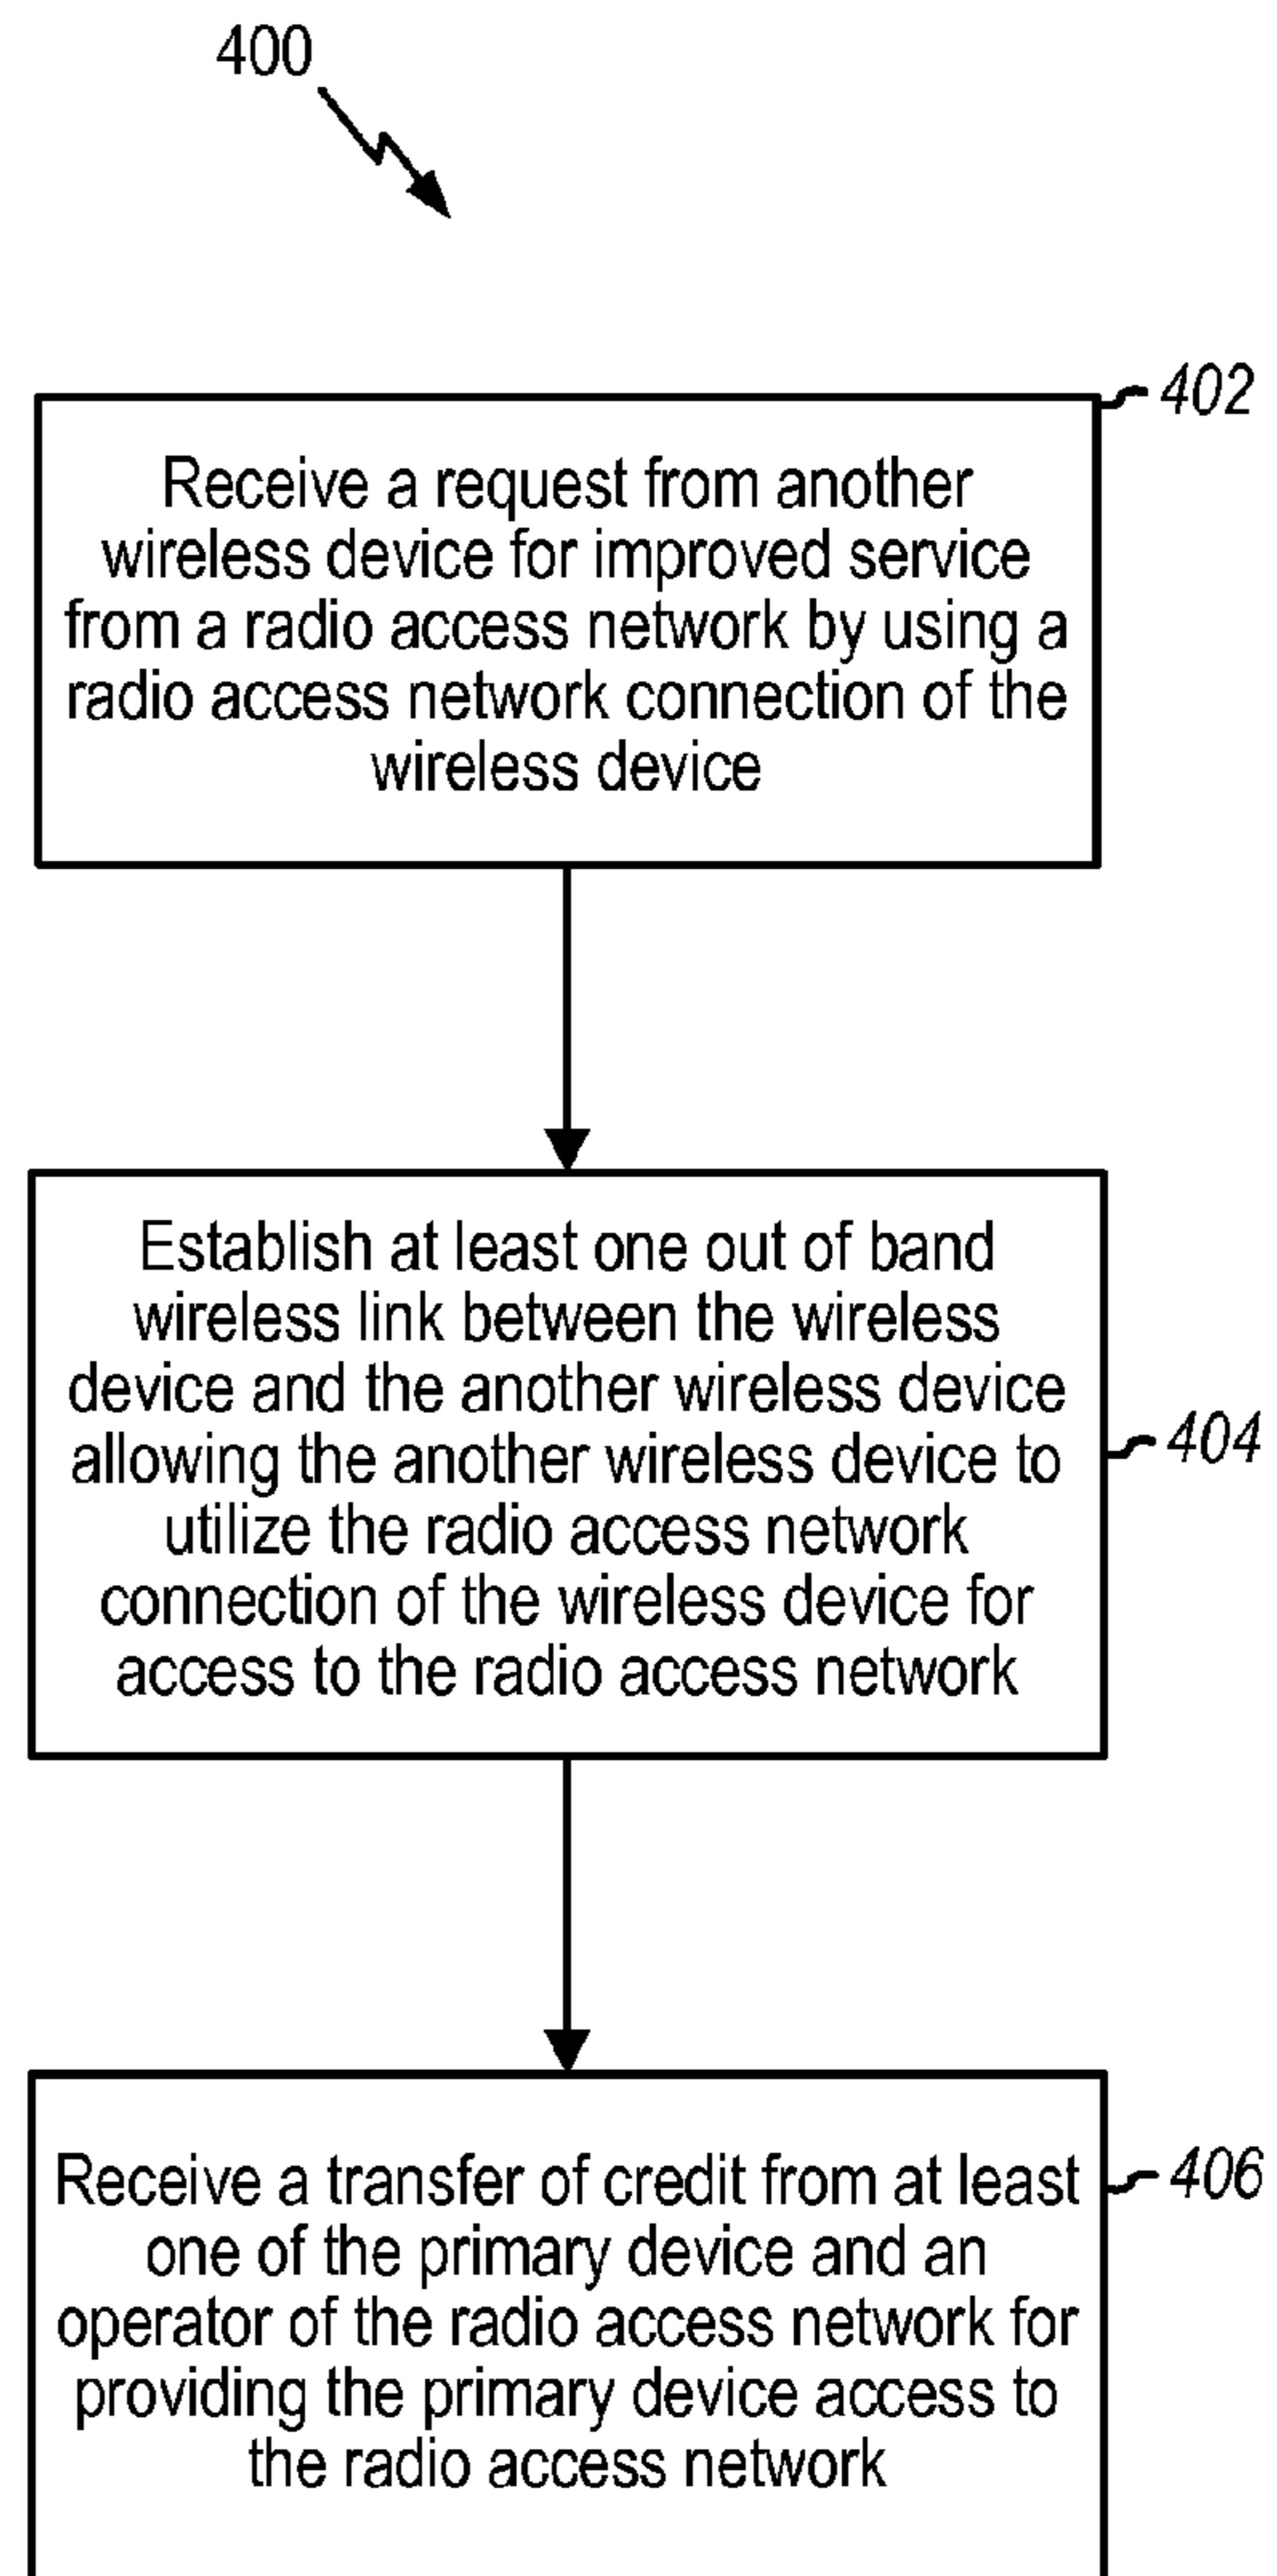 400
402
Receive a request from another
wireless device for improved service
from a radio access network by using a
radio access network connection of the
wireless device
Establish at least one out of band
wireless link between the wireless
device and the another wireless device
allowing the another wireless device to
utilize the radio access network
connection of the wireless device for
access to the radio access network
404
Receive a transfer of credit from at least
one of the primary device and an
operator of the radio access network for
providing the primary device access to
the radio access network
406